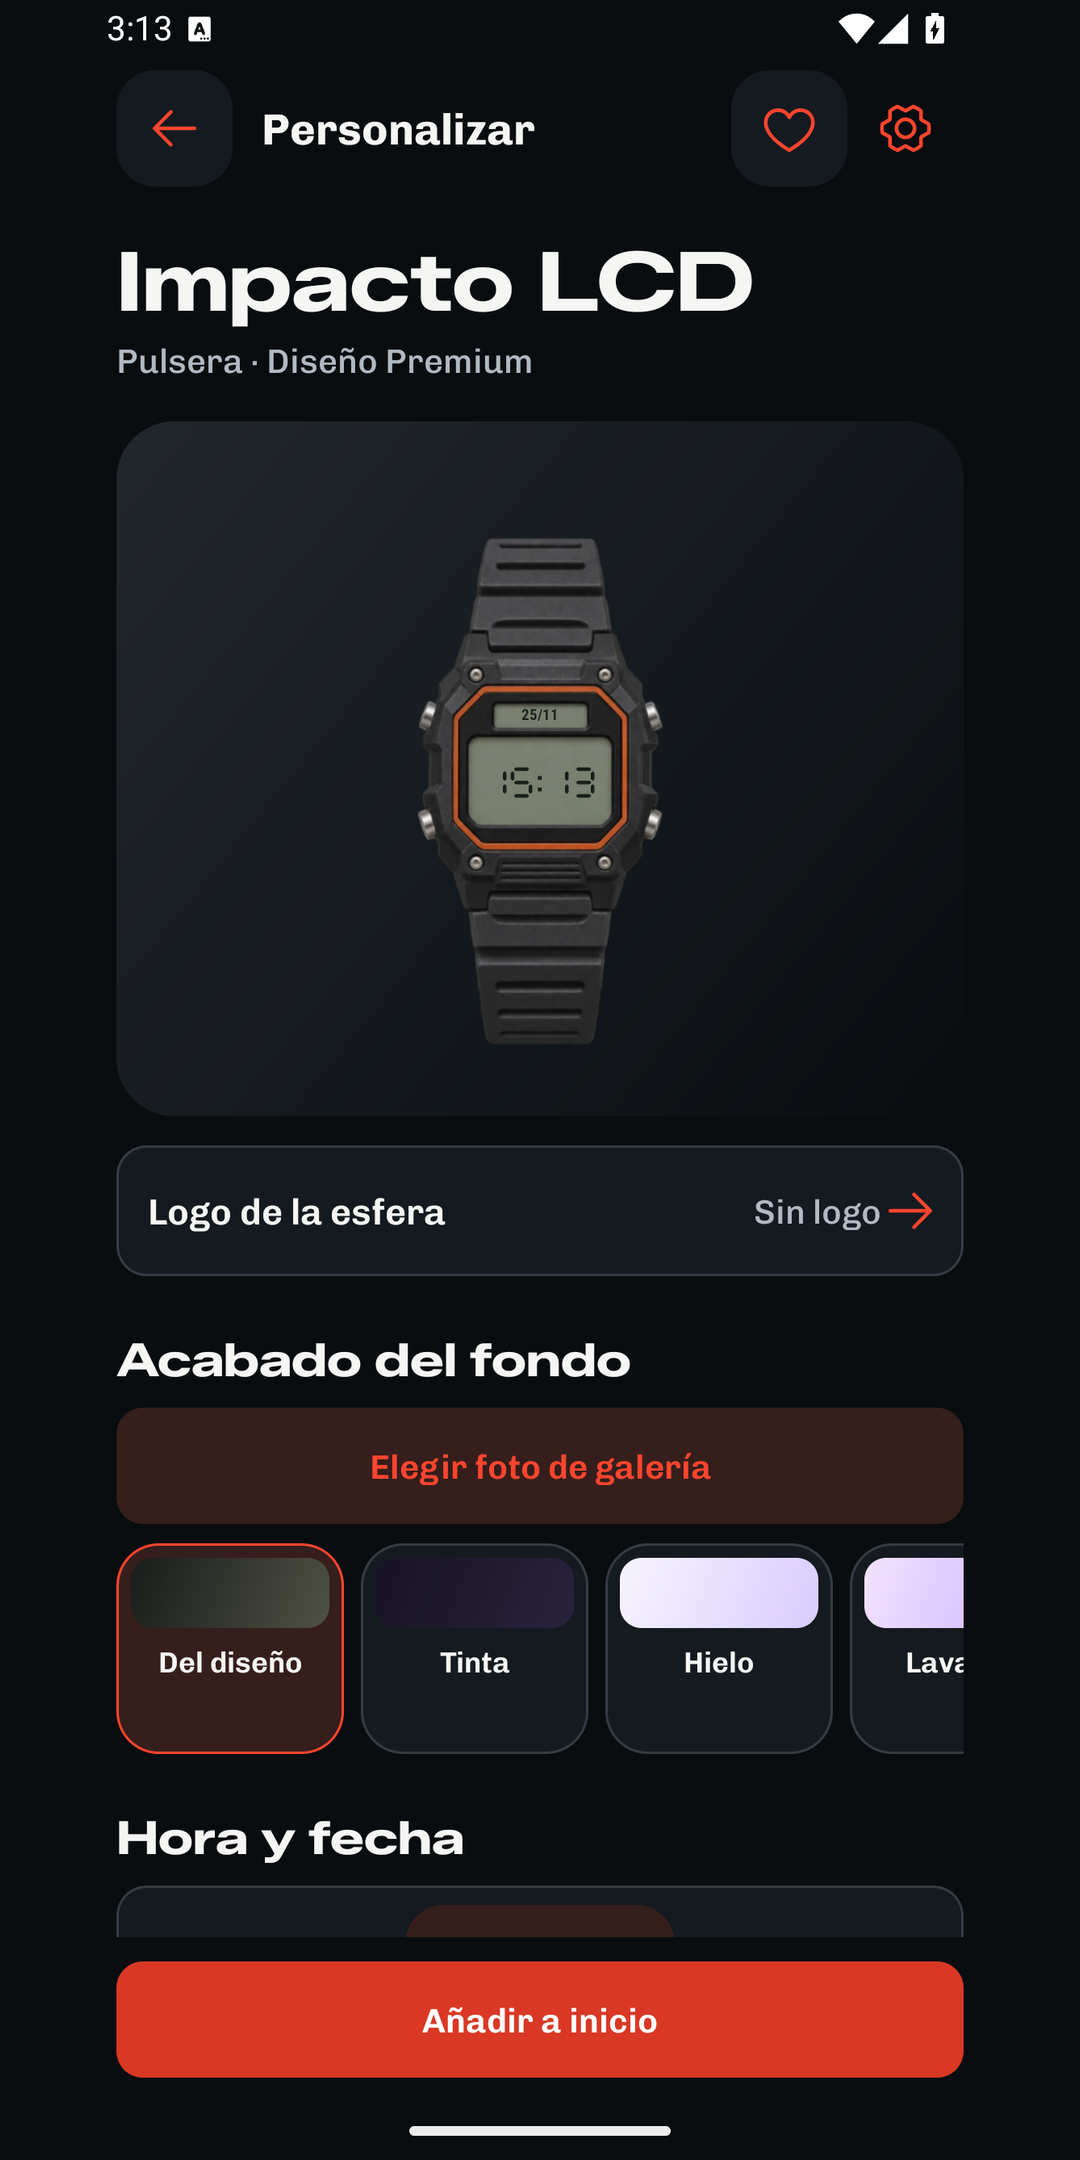 3:13
Personalizar
Impacto LCD
Pulsera · Diseño Premium
25/11
15:13
Logo de la esfera
Sin logo
Acabado del fondo
Elegir foto de galería
Del diseño
Tinta
Hielo
Lava
Hora y fecha
Añadir a inicio